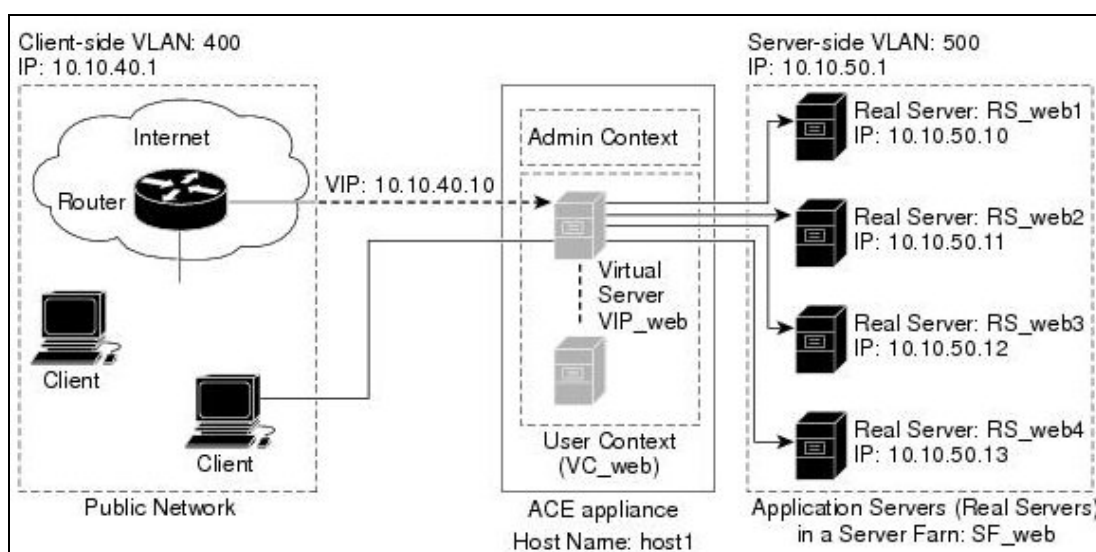 Client-side VLAN: 400
IP: 10.10.40.1
Internet
Router
VIP: 10.10.40.10
Client
Client
Public Network
Admin Context
Virtual
Server
VIP_web
User Context
(VC_web)
ACE appliance
Host Name: host1
Server-side VLAN: 500
IP: 10.10.50.1
Real Server: RS_web1
IP: 10.10.50.10
Real Server: RS_web2
IP: 10.10.50.11
Real Server: RS_web3
IP: 10.10.50.12
Real Server: RS_web4
IP: 10.10.50.13
Application Servers (Real Servers)
in a Server Farn: SF_web